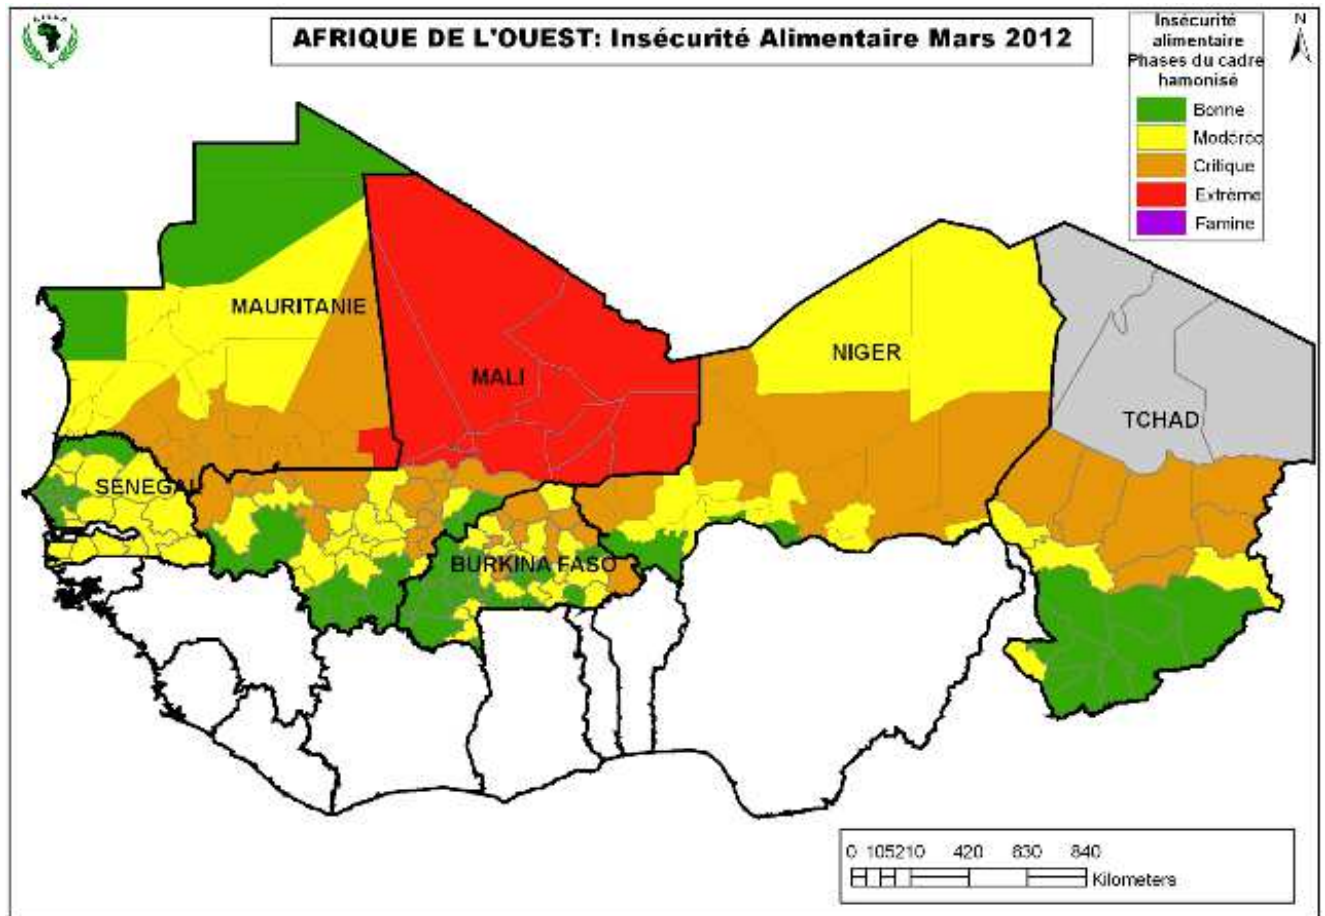 AFRIQUE DE L'OUEST: Insécurité Alimentaire Mars 2012
Insécurité
alimentaire
Phases du cadre
hamonisé
Bonne
Modérée
Critique
Extrème
Famine
N
MAURITANIE
MALI
NIGER
TCHAD
SENEGAL
BURKINA FASO
0 105210 420 630 840
Kilometers